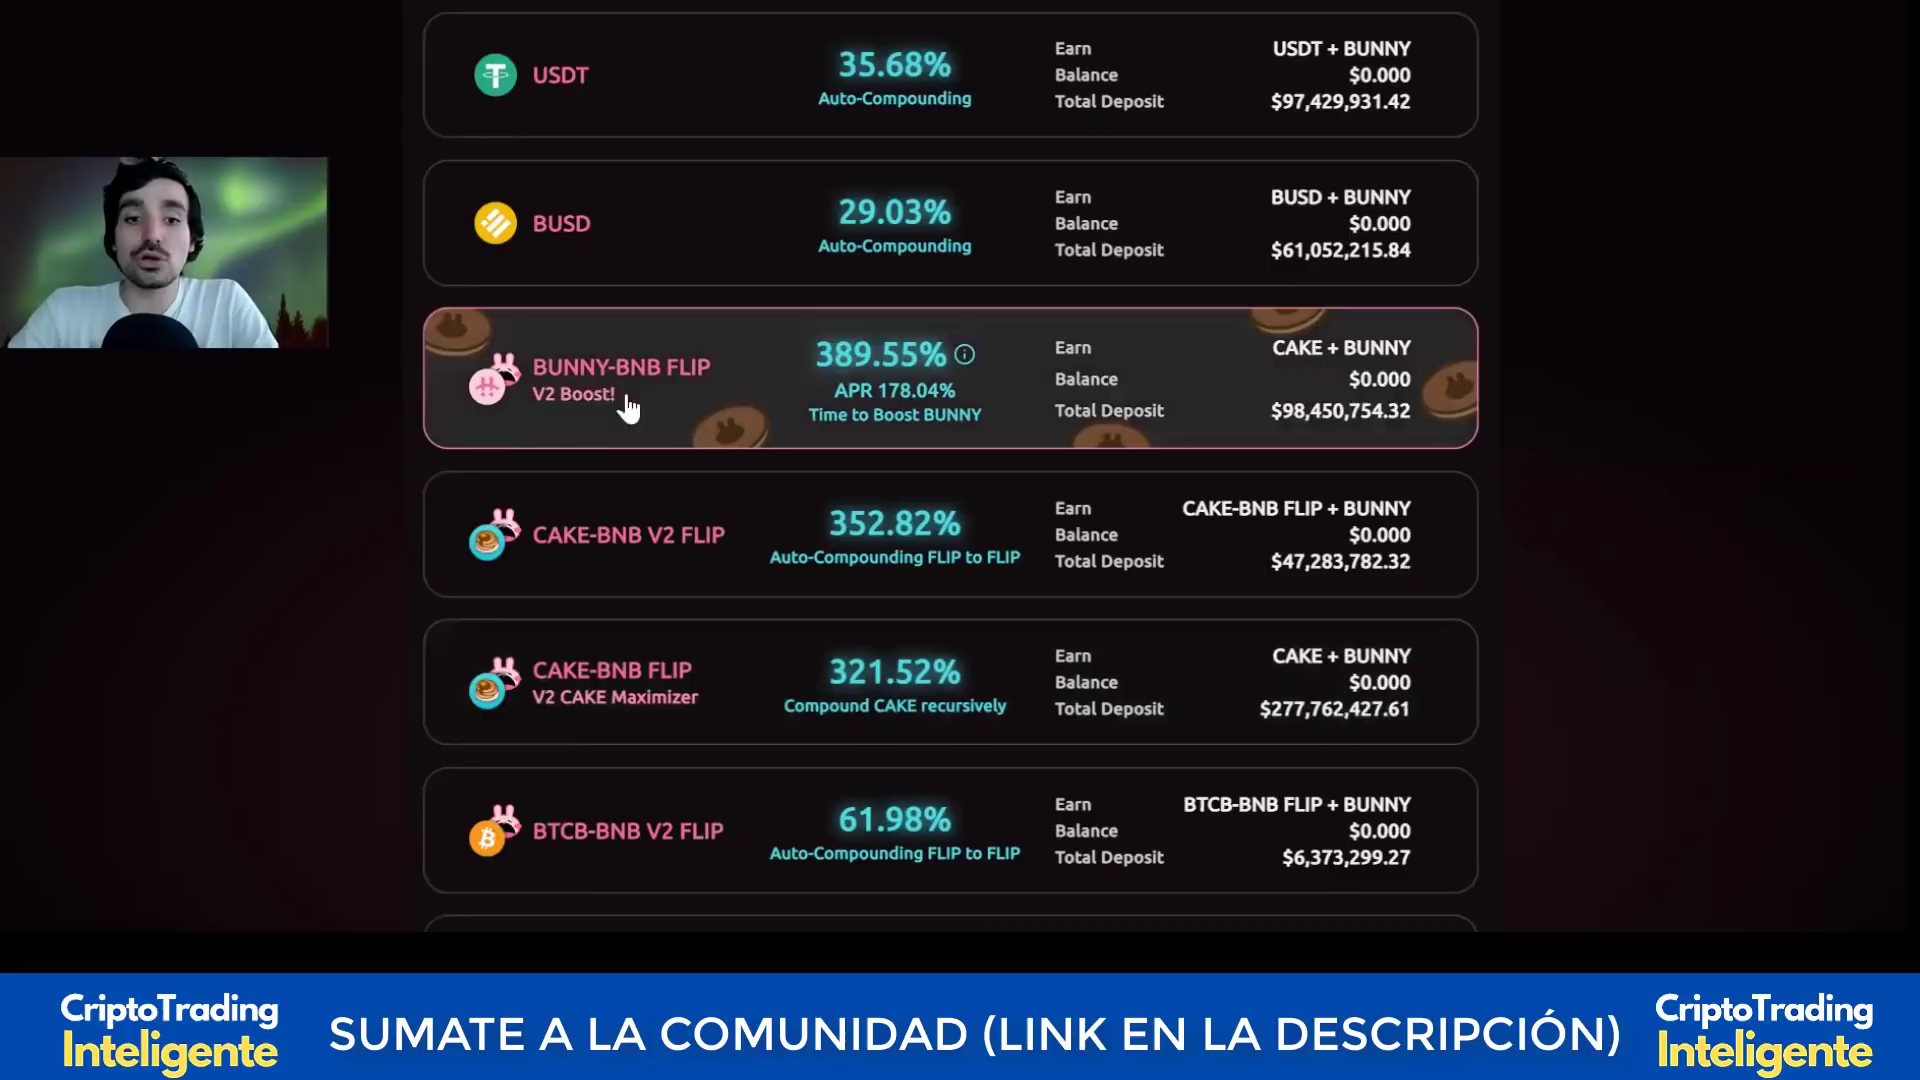 USDT
35.68%
Auto-Compounding
Earn USDT + BUNNY
Balance $0.000
Total Deposit $97,429,931.42
BUSD
29.03%
Auto-Compounding
Earn BUSD + BUNNY
Balance $0.000
Total Deposit $61,052,215.84
BUNNY-BNB FLIP
V2 Boost!
389.55%
APR 178.04%
Time to Boost BUNNY
Earn CAKE + BUNNY
Balance $0.000
Total Deposit $98,450,754.32
CAKE-BNB V2 FLIP
352.82%
Auto-Compounding FLIP to FLIP
Earn CAKE-BNB FLIP + BUNNY
Balance $0.000
Total Deposit $47,283,782.32
CAKE-BNB FLIP
V2 CAKE Maximizer
321.52%
Compound CAKE recursively
Earn CAKE + BUNNY
Balance $0.000
Total Deposit $277,762,427.61
BTCB-BNB V2 FLIP
61.98%
Auto-Compounding FLIP to FLIP
Earn BTCB-BNB FLIP + BUNNY
Balance $0.000
Total Deposit $6,373,299.27
CriptoTrading
Inteligente
SUMATE A LA COMUNIDAD (LINK EN LA DESCRIPCIÓN)
CriptoTrading
Inteligente